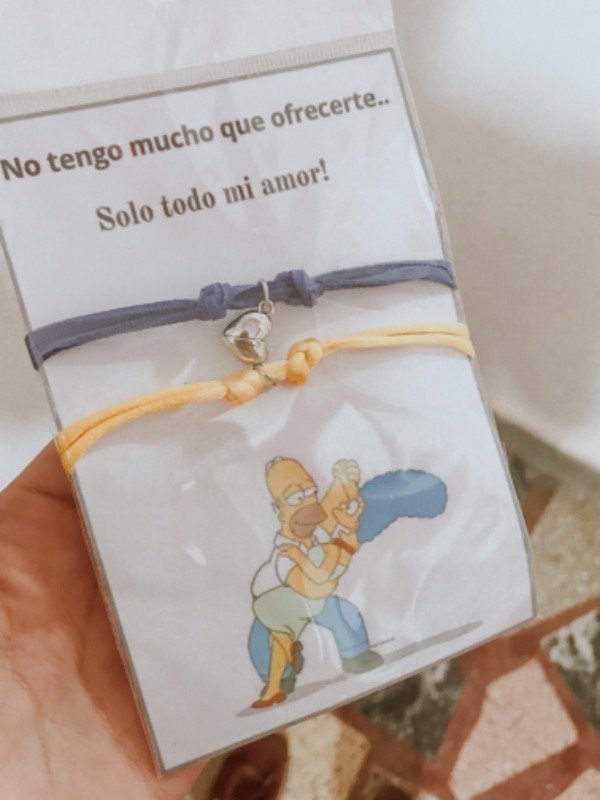 No tengo mucho que ofrecerte..
Solo todo mi amor!